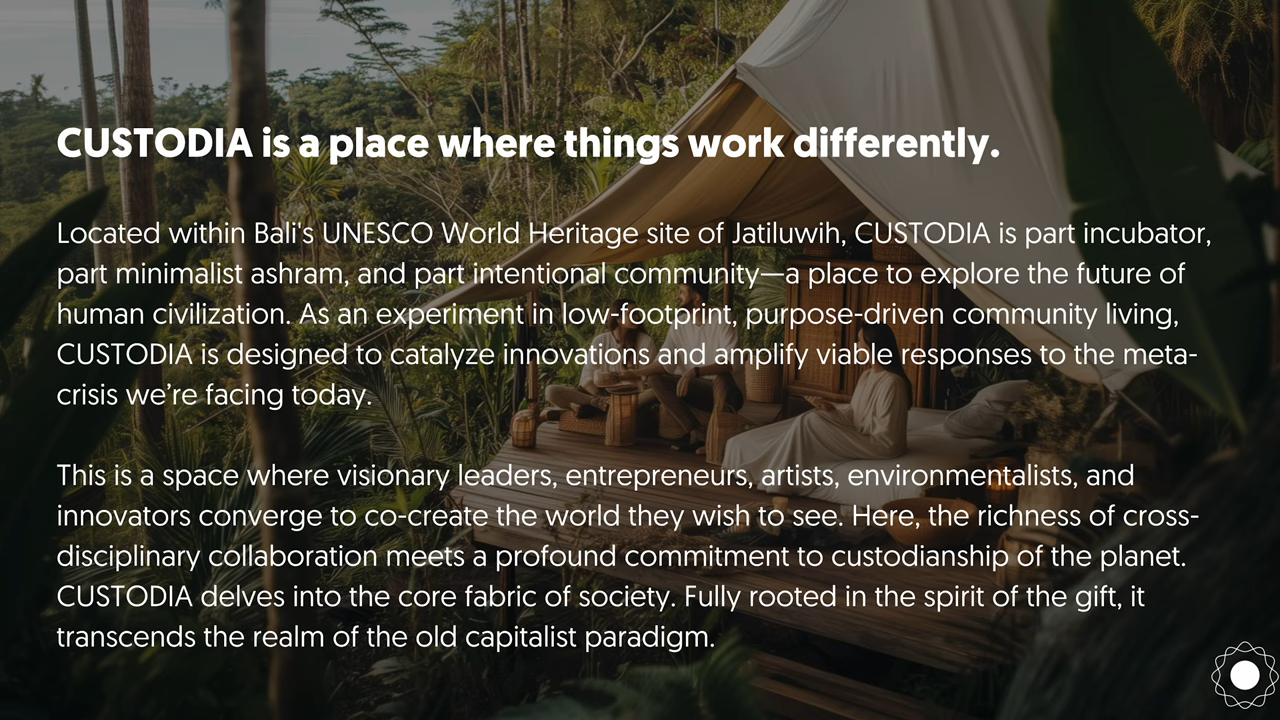 CUSTODIA is a place where things work differently.
Located within Bali's UNESCO World Heritage site of Jatiluwih, CUSTODIA is part incubator,
part minimalist ashram, and part intentional community—a place to explore the future of
human civilization. As an experiment in low-footprint, purpose-driven community living,
CUSTODIA is designed to catalyze innovations and amplify viable responses to the meta-
crisis we’re facing today.
This is a space where visionary leaders, entrepreneurs, artists, environmentalists, and
innovators converge to co-create the world they wish to see. Here, the richness of cross-
disciplinary collaboration meets a profound commitment to custodianship of the planet.
CUSTODIA delves into the core fabric of society. Fully rooted in the spirit of the gift, it
transcends the realm of the old capitalist paradigm.